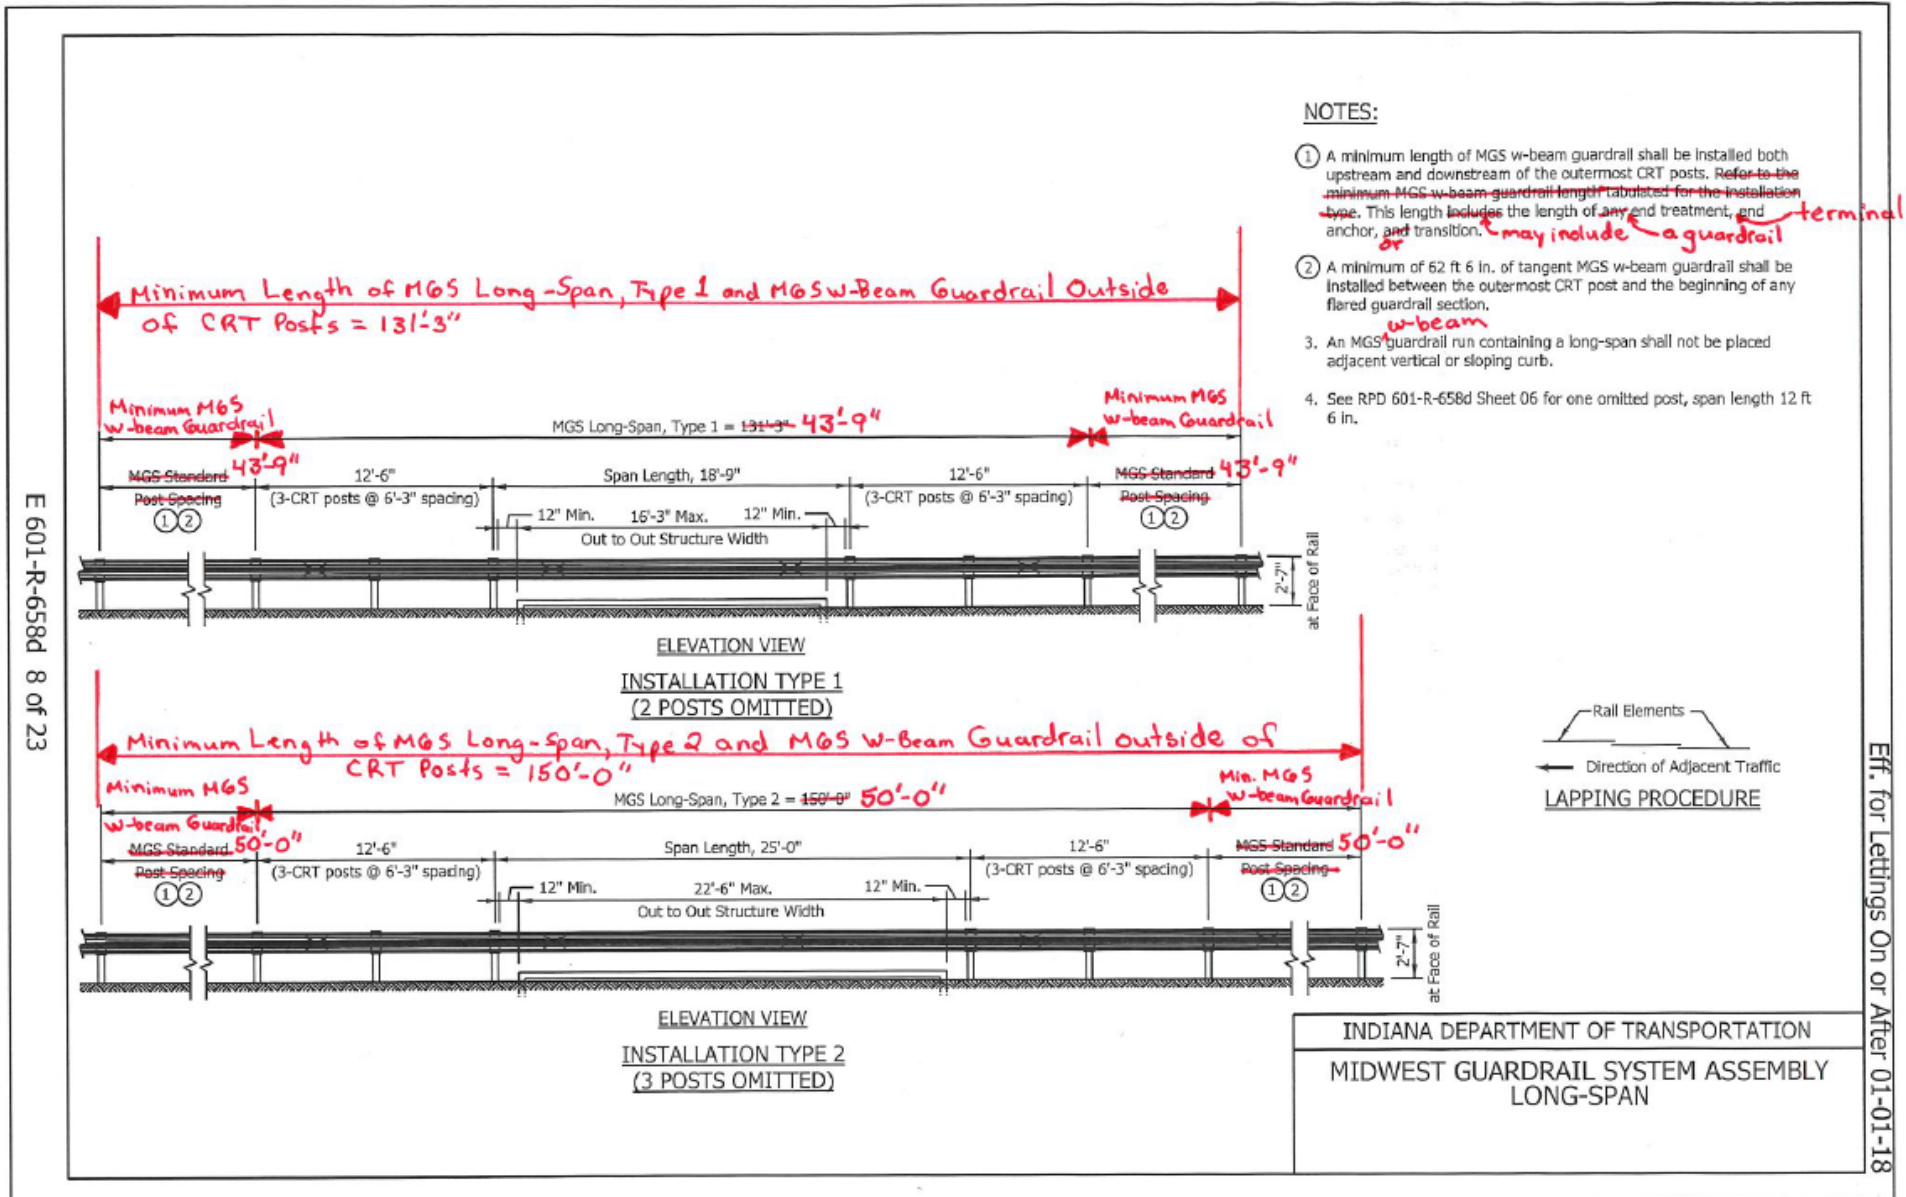 NOTES:
① A minimum length of MGS w-beam guardrail shall be installed both
upstream and downstream of the outermost CRT posts. Refer to the
minimum MGS w-beam guardrail length tabulated for the installation
type. This length includes the length of any end treatment, end terminal
anchor, and transition. may include a guardrail
or
② A minimum of 62 ft 6 in. of tangent MGS w-beam guardrail shall be
installed between the outermost CRT post and the beginning of any
flared guardrail section.
w-beam
3. An MGS guardrail run containing a long-span shall not be placed
adjacent vertical or sloping curb.
4. See RPD 601-R-658d Sheet 06 for one omitted post, span length 12 ft
6 in.
Minimum Length of MGS Long-Span, Type 1 and MGS w-Beam Guardrail Outside
of CRT Posts = 131'-3"
Minimum MGS
w-beam Guardrail
MGS Long-Span, Type 1 = 131'-3" 43'-9"
Minimum MGS
w-beam Guardrail
43'-9"
MGS Standard
Post Spacing
①②
12'-6"
(3-CRT posts @ 6'-3" spacing)
Span Length, 18'-9"
12'-6"
(3-CRT posts @ 6'-3" spacing)
MGS Standard 43'-9"
Post Spacing
①②
12" Min. 16'-3" Max. 12" Min.
Out to Out Structure Width
2'-7"
at Face of Rail
ELEVATION VIEW
INSTALLATION TYPE 1
(2 POSTS OMITTED)
Minimum Length of MGS Long-Span, Type 2 and MGS W-Beam Guardrail outside of
CRT Posts = 150'-0"
Minimum MGS
w-beam Guardrail
MGS Long-Span, Type 2 = 150'-0" 50'-0"
Min. MGS
w-beam Guardrail
MGS Standard 50'-0"
Post Spacing
①②
12'-6"
(3-CRT posts @ 6'-3" spacing)
Span Length, 25'-0"
12'-6"
(3-CRT posts @ 6'-3" spacing)
MGS Standard 50'-0"
Post Spacing
①②
12" Min. 22'-6" Max. 12" Min.
Out to Out Structure Width
2'-7"
at Face of Rail
ELEVATION VIEW
INSTALLATION TYPE 2
(3 POSTS OMITTED)
Rail Elements
Direction of Adjacent Traffic
LAPPING PROCEDURE
INDIANA DEPARTMENT OF TRANSPORTATION
MIDWEST GUARDRAIL SYSTEM ASSEMBLY
LONG-SPAN
E 601-R-658d 8 of 23
Eff. for Lettings On or After 01-01-18